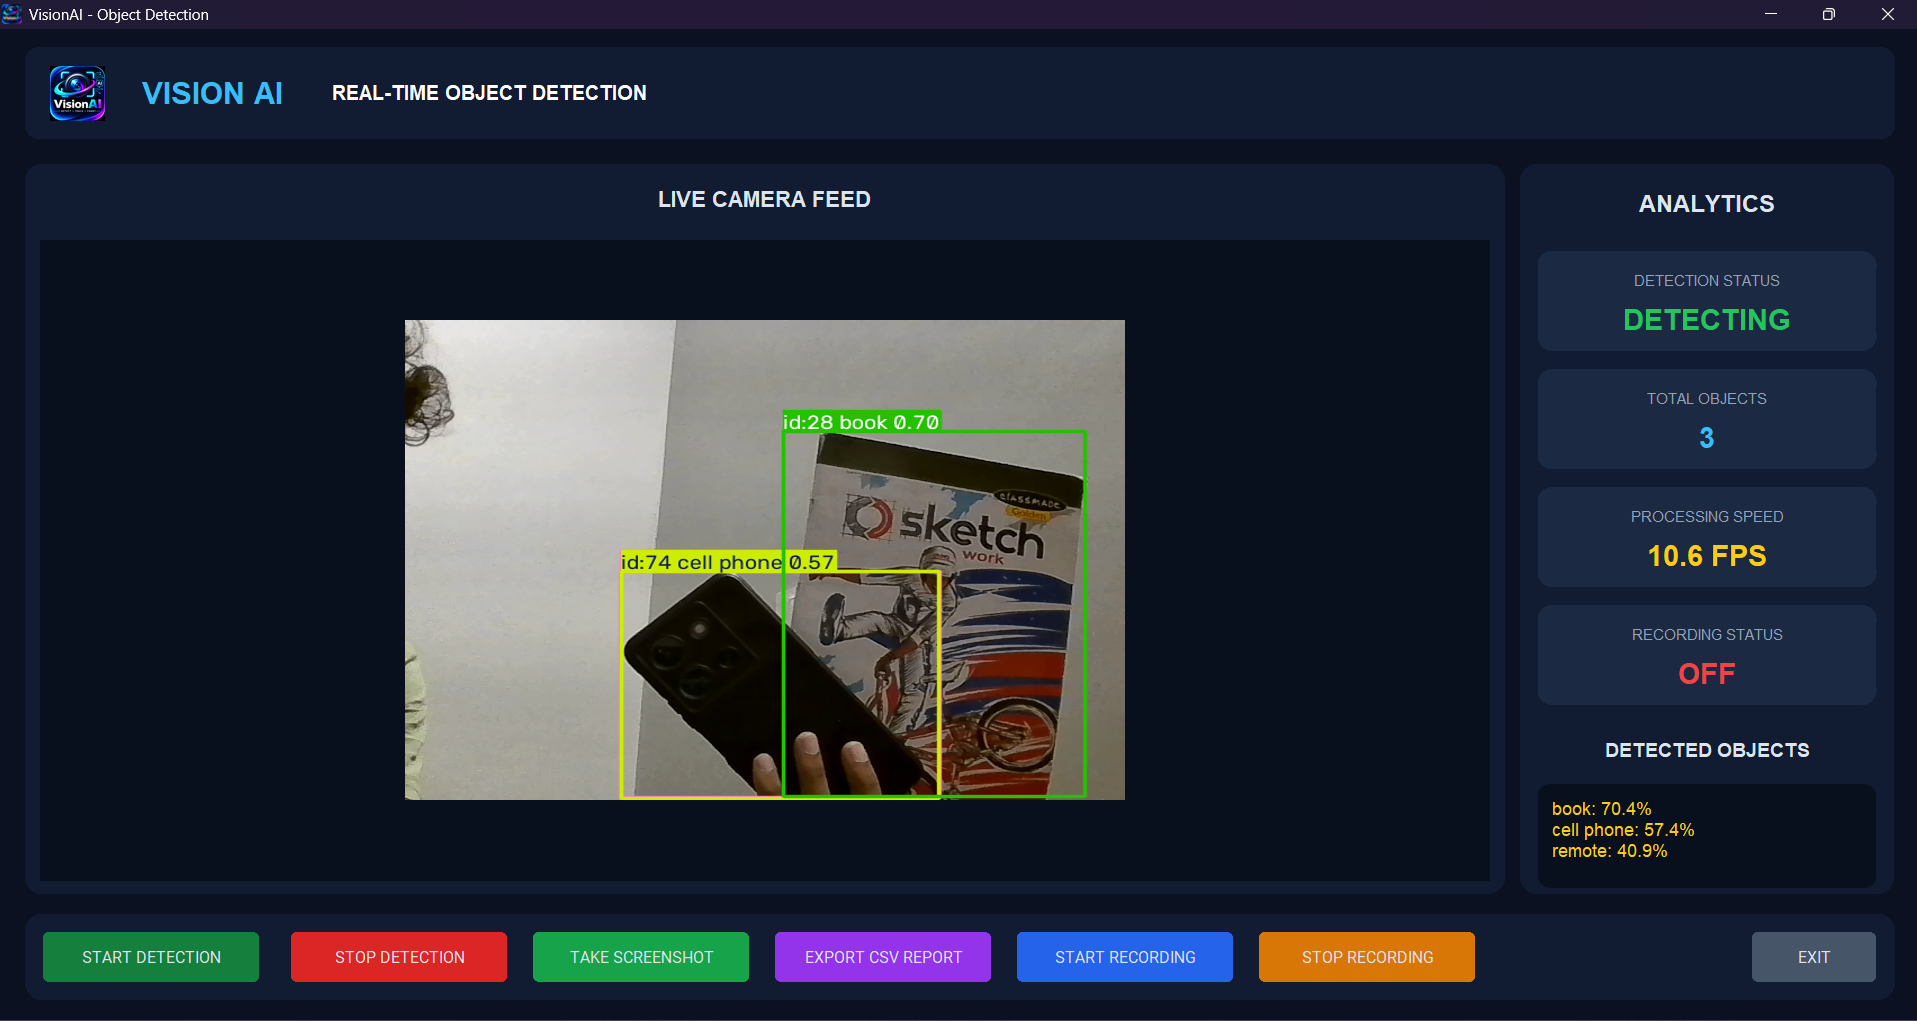 VisionAI - Object Detection
VisionAI
VISION AI
REAL-TIME OBJECT DETECTION
LIVE CAMERA FEED
id:28 book 0.70
CLASSMADE
Golden
sketch
work
id:74 cell phone 0.57
ANALYTICS
DETECTION STATUS
DETECTING
TOTAL OBJECTS
3
PROCESSING SPEED
10.6 FPS
RECORDING STATUS
OFF
DETECTED OBJECTS
book: 70.4%
cell phone: 57.4%
remote: 40.9%
START DETECTION
STOP DETECTION
TAKE SCREENSHOT
EXPORT CSV REPORT
START RECORDING
STOP RECORDING
EXIT